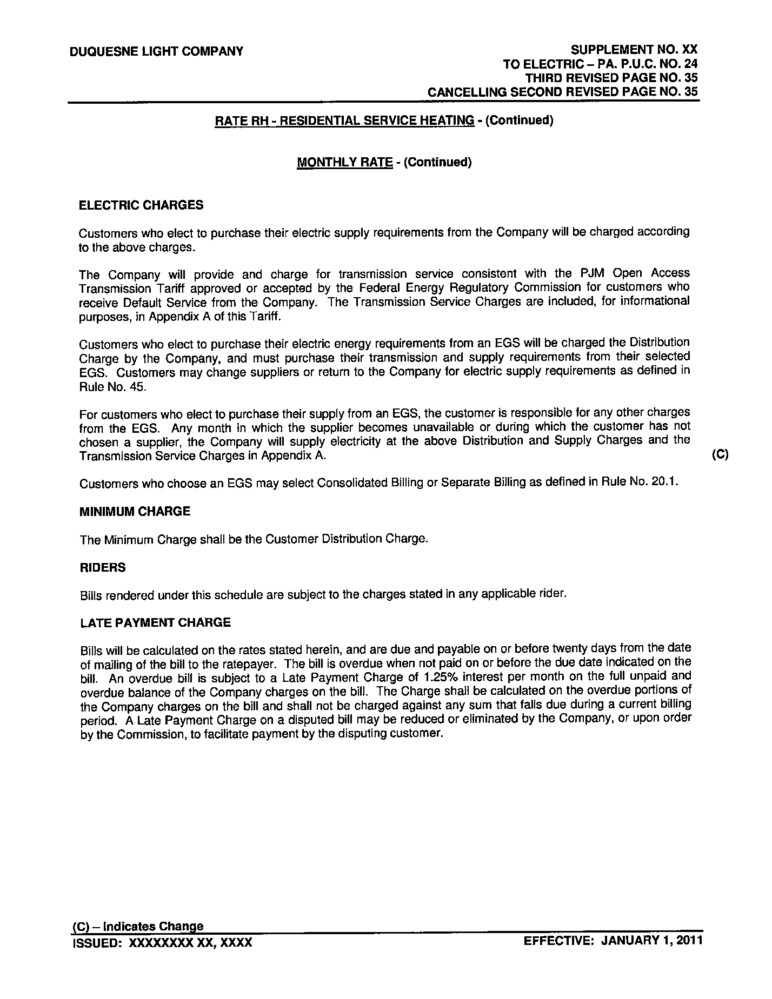 DUQUESNE LIGHT COMPANY
SUPPLEMENT NO. XX
TO ELECTRIC – PA. P.U.C. NO. 24
THIRD REVISED PAGE NO. 35
CANCELLING SECOND REVISED PAGE NO. 35
RATE RH - RESIDENTIAL SERVICE HEATING - (Continued)
MONTHLY RATE - (Continued)
ELECTRIC CHARGES
Customers who elect to purchase their electric supply requirements from the Company will be charged according
to the above charges.
The Company will provide and charge for transmission service consistent with the PJM Open Access
Transmission Tariff approved or accepted by the Federal Energy Regulatory Commission for customers who
receive Default Service from the Company. The Transmission Service Charges are included, for informational
purposes, in Appendix A of this Tariff.
Customers who elect to purchase their electric energy requirements from an EGS will be charged the Distribution
Charge by the Company, and must purchase their transmission and supply requirements from their selected
EGS. Customers may change suppliers or return to the Company for electric supply requirements as defined in
Rule No. 45.
For customers who elect to purchase their supply from an EGS, the customer is responsible for any other charges
from the EGS. Any month in which the supplier becomes unavailable or during which the customer has not
chosen a supplier, the Company will supply electricity at the above Distribution and Supply Charges and the
Transmission Service Charges in Appendix A. (C)
Customers who choose an EGS may select Consolidated Billing or Separate Billing as defined in Rule No. 20.1.
MINIMUM CHARGE
The Minimum Charge shall be the Customer Distribution Charge.
RIDERS
Bills rendered under this schedule are subject to the charges stated in any applicable rider.
LATE PAYMENT CHARGE
Bills will be calculated on the rates stated herein, and are due and payable on or before twenty days from the date
of mailing of the bill to the ratepayer. The bill is overdue when not paid on or before the due date indicated on the
bill. An overdue bill is subject to a Late Payment Charge of 1.25% interest per month on the full unpaid and
overdue balance of the Company charges on the bill. The Charge shall be calculated on the overdue portions of
the Company charges on the bill and shall not be charged against any sum that falls due during a current billing
period. A Late Payment Charge on a disputed bill may be reduced or eliminated by the Company, or upon order
by the Commission, to facilitate payment by the disputing customer.
(C) – Indicates Change
ISSUED: XXXXXXXX XX, XXXX
EFFECTIVE: JANUARY 1, 2011